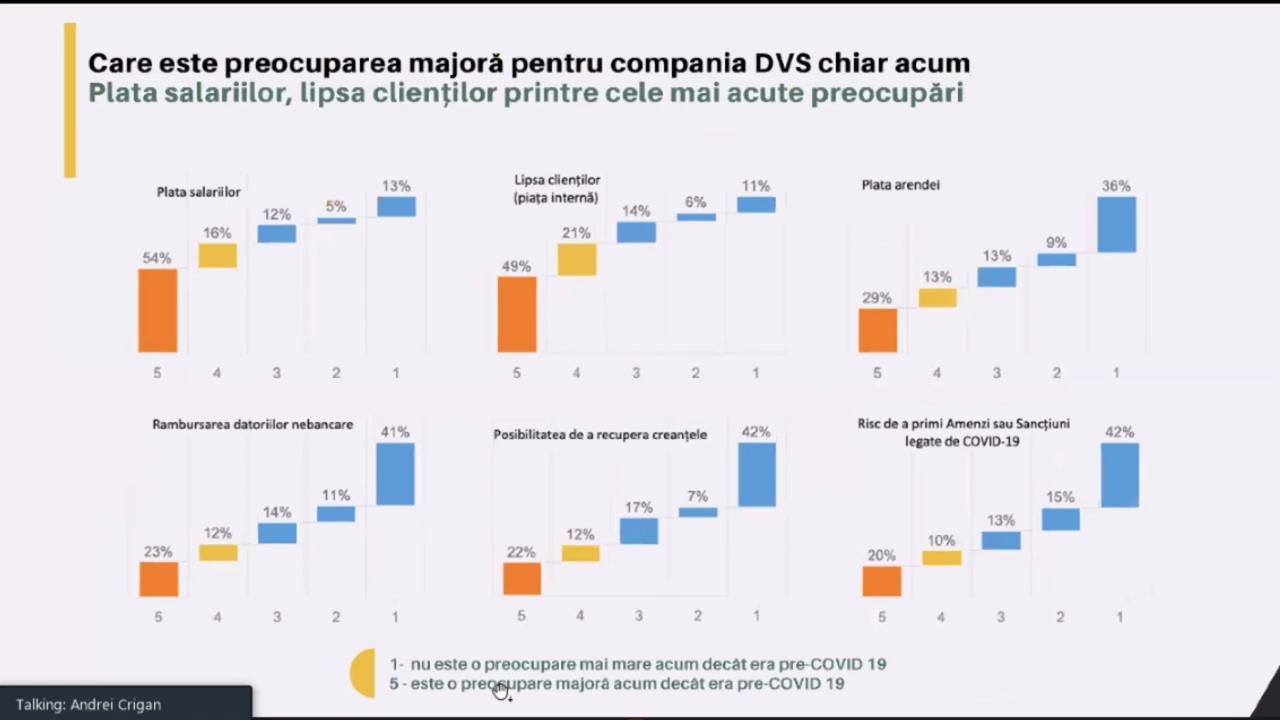 Care este preocuparea majoră pentru compania DVS chiar acum
Plata salariilor, lipsa clienților printre cele mai acute preocupări
Plata salariilor
54%
16%
12%
5%
13%
5 4 3 2 1
Lipsa clienților
(piața internă)
49%
21%
14%
6%
11%
5 4 3 2 1
Plata arendei
29%
13%
13%
9%
36%
5 4 3 2 1
Rambursarea datoriilor nebancare
23%
12%
14%
11%
41%
5 4 3 2 1
Posibilitatea de a recupera creanțele
22%
12%
17%
7%
42%
5 4 3 2 1
Risc de a primi Amenzi sau Sancțiuni
legate de COVID-19
20%
10%
13%
15%
42%
5 4 3 2 1
1- nu este o preocupare mai mare acum decât era pre-COVID 19
5 - este o preocupare majoră acum decât era pre-COVID 19
Talking: Andrei Crigan